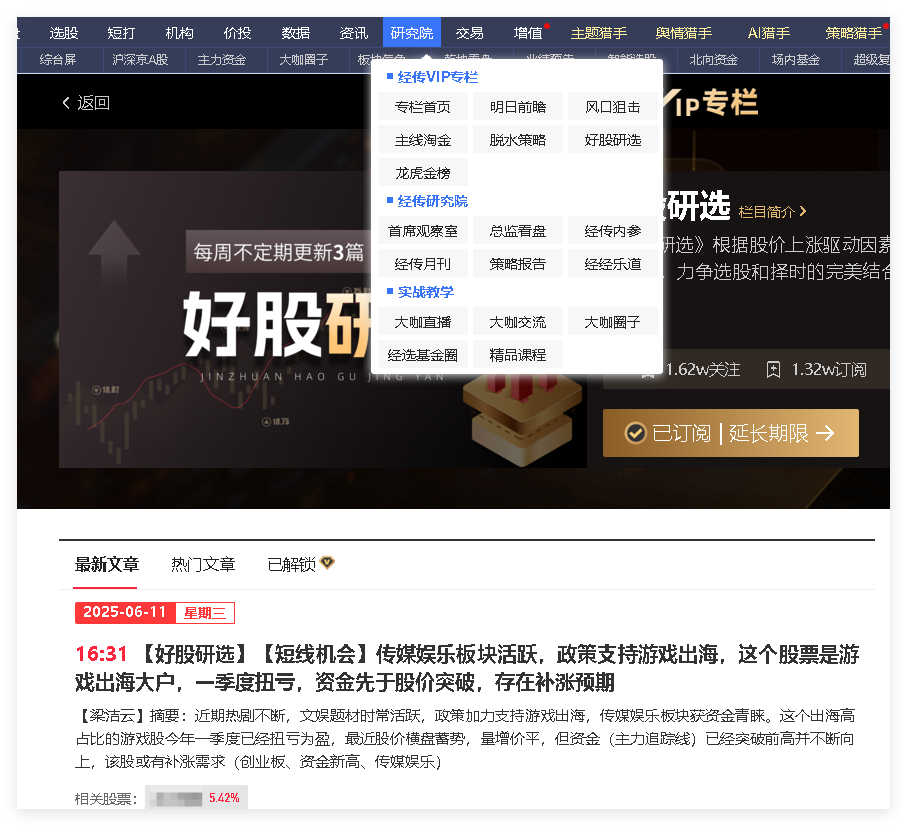 选股 短打 机构 价投 数据 资讯 研究院 交易 增值 主题猎手 舆情猎手 AI猎手 策略猎手
综合屏 沪深京A股 主力资金 大咖圈子 北向资金 场内基金 超级复
返回
经传VIP专栏
专栏首页 明日前瞻 风口狙击
主线淘金 脱水策略 好股研选
龙虎金榜
经传研究院
首席观察室 总监看盘 经传内参
经传月刊 策略报告 经经乐道
实战教学
大咖直播 大咖交流 大咖圈子
经选基金圈 精品课程
VIP专栏
研选 栏目简介
研选》根据股价上涨驱动因素
力争选股和择时的完美结合
1.62w关注 1.32w订阅
已订阅 | 延长期限
每周不定期更新3篇
好股研
JINZHUAN HAO GU JING YAN
18.87
18.75
最新文章 热门文章 已解锁
2025-06-11 星期三
16:31 【好股研选】【短线机会】传媒娱乐板块活跃，政策支持游戏出海，这个股票是游
戏出海大户，一季度扭亏，资金先于股价突破，存在补涨预期
【梁洁云】摘要：近期热剧不断，文娱题材时常活跃，政策加力支持游戏出海，传媒娱乐板块获资金青睐。这个出海高
占比的游戏股今年一季度已经扭亏为盈，最近股价横盘蓄势，量增价平，但资金（主力追踪线）已经突破前高并不断向
上，该股或有补涨需求（创业板、资金新高、传媒娱乐）
相关股票： 5.42%